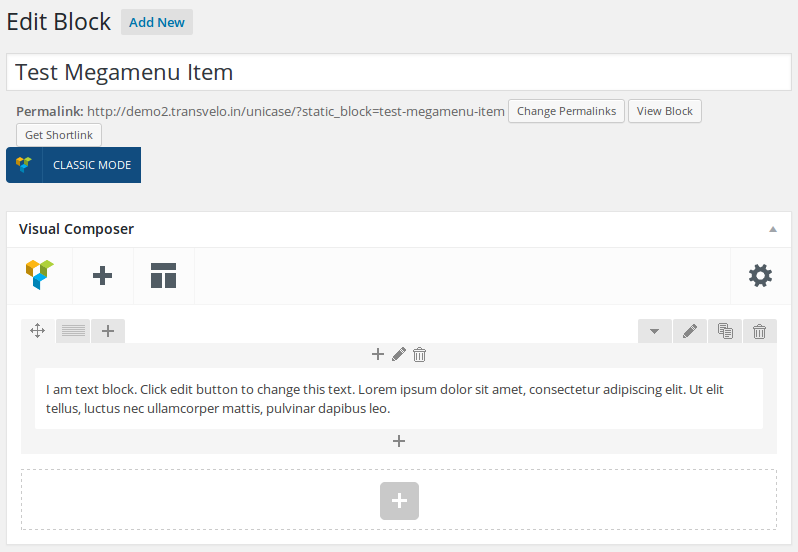 Edit Block Add New
Test Megamenu Item
Permalink: http://demo2.transvelo.in/unicase/?static_block=test-megamenu-item Change Permalinks View Block
Get Shortlink
CLASSIC MODE
Visual Composer
I am text block. Click edit button to change this text. Lorem ipsum dolor sit amet, consectetur adipiscing elit. Ut elit
tellus, luctus nec ullamcorper mattis, pulvinar dapibus leo.